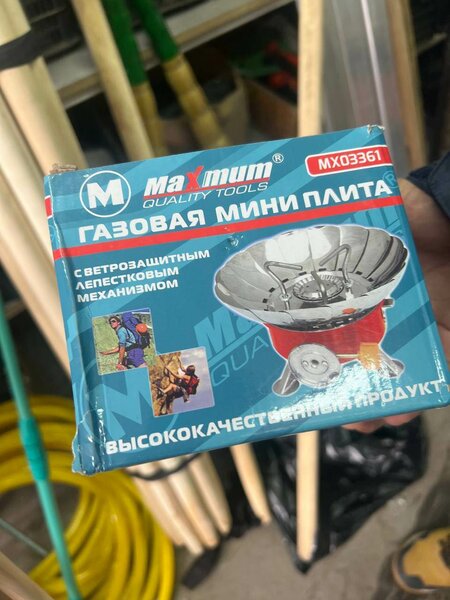 MX03361
M MaXmum®
QUALITY TOOLS
ГАЗОВАЯ МИНИ ПЛИТА
С ВЕТРОЗАЩИТНЫМ
ЛЕПЕСТКОВЫМ
МЕХАНИЗМОМ
ВЫСОКОКАЧЕСТВЕННЫЙ ПРОДУКТ